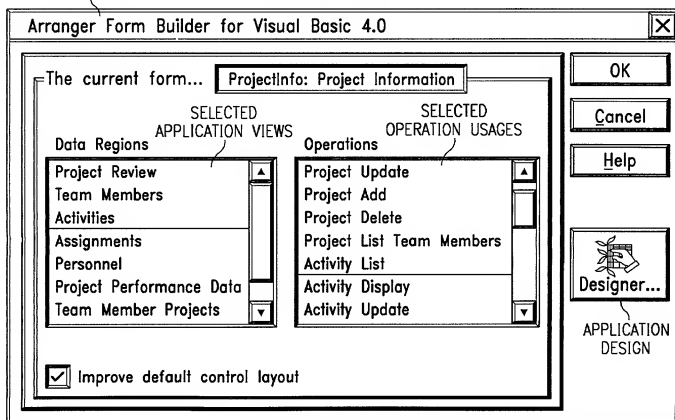 Arranger Form Builder for Visual Basic 4.0
The current form... ProjectInfo: Project Information
OK
Cancel
Help
SELECTED
APPLICATION VIEWS
SELECTED
OPERATION USAGES
Data Regions
Project Review
Team Members
Activities
Assignments
Personnel
Project Performance Data
Team Member Projects
Operations
Project Update
Project Add
Project Delete
Project List Team Members
Activity List
Activity Display
Activity Update
Designer...
APPLICATION
DESIGN
Improve default control layout